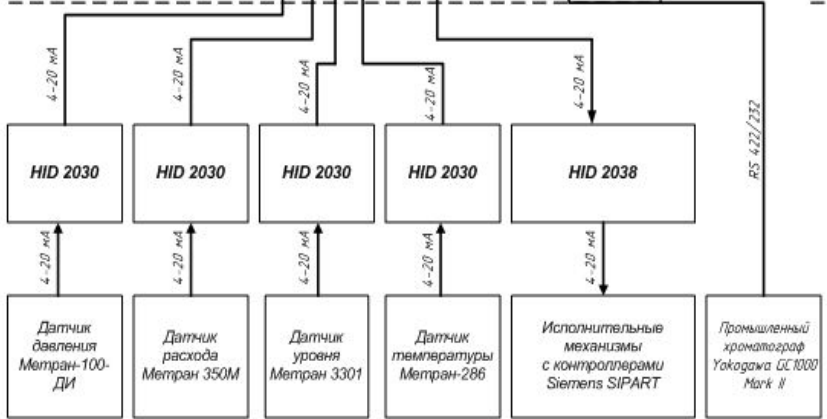 4-20 мА
4-20 мА
4-20 мА
4-20 мА
4-20 мА
RS 422/232
HID 2030
HID 2030
HID 2030
HID 2030
HID 2038
4-20 мА
4-20 мА
4-20 мА
4-20 мА
4-20 мА
Датчик
давления
Метран-100-
ДИ
Датчик
расхода
Метран 350М
Датчик
уровня
Метран 3301
Датчик
температуры
Метран-286
Исполнительные
механизмы
с контроллерами
Siemens SIPART
Промышленный
хроматограф
Yokogawa GC1000
Mark II